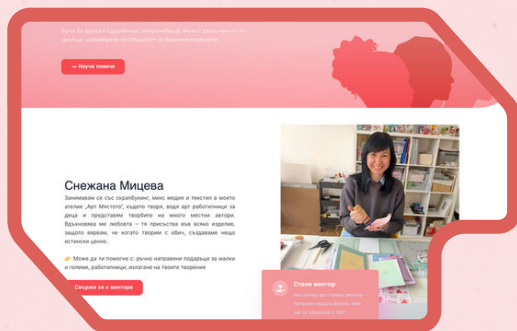 → Научи повече
Снежана Мицева
Занимавам се със скрапбукинг, микс медия и текстил в моето
ателие „Арт Мястото“, където творя, водя арт работилници за
деца и представям творбите на много местни автори.
Вдъхновява ме любовта – тя присъства във всяко изделие,
защото вярвам, че когато творим с обич, създаваме нещо
истински ценно.
👉 Може да ти помогне с: ръчно направени подаръци за малки
и големи, работилници, излагане на твоите творения
Свържи се с ментора
Стани ментор